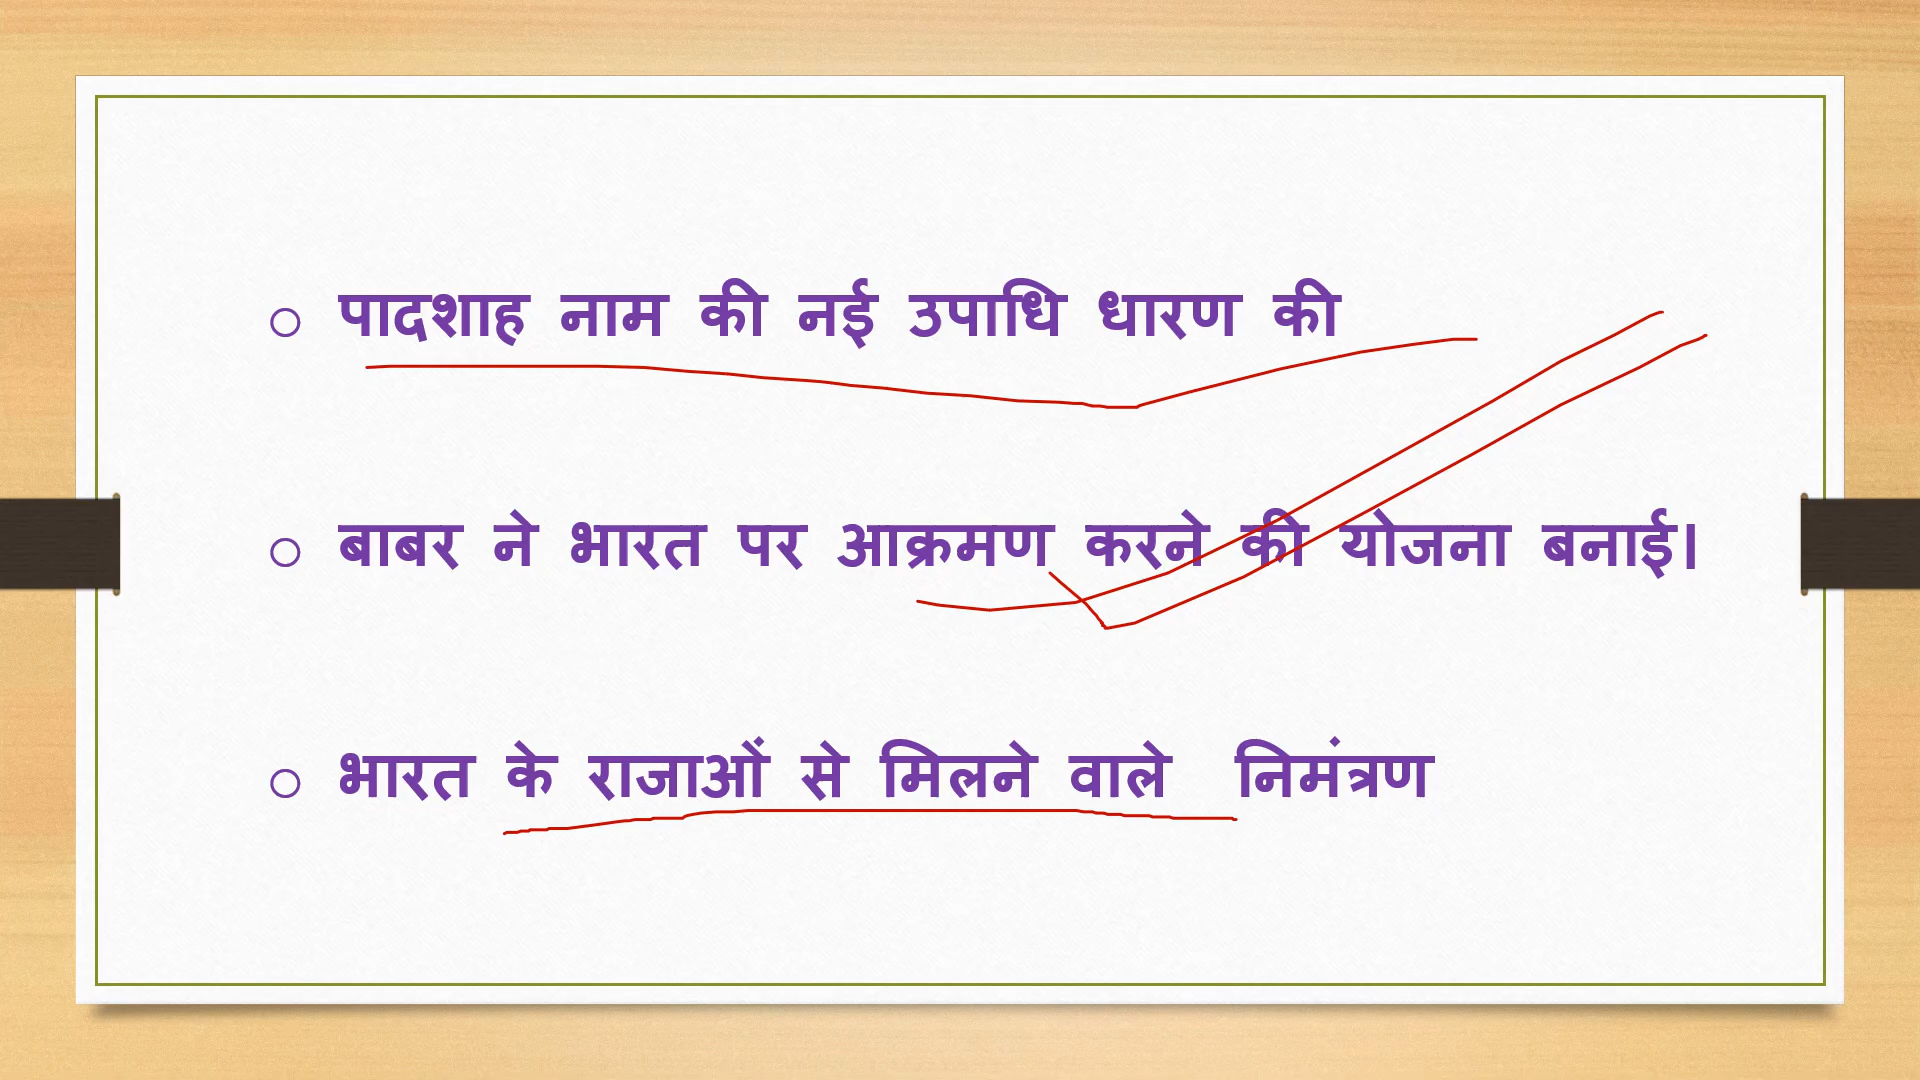 पादशाह नाम की नई उपाधि धारण की
बाबर ने भारत पर आक्रमण करने की योजना बनाई।
भारत के राजाओं से मिलने वाले निमंत्रण